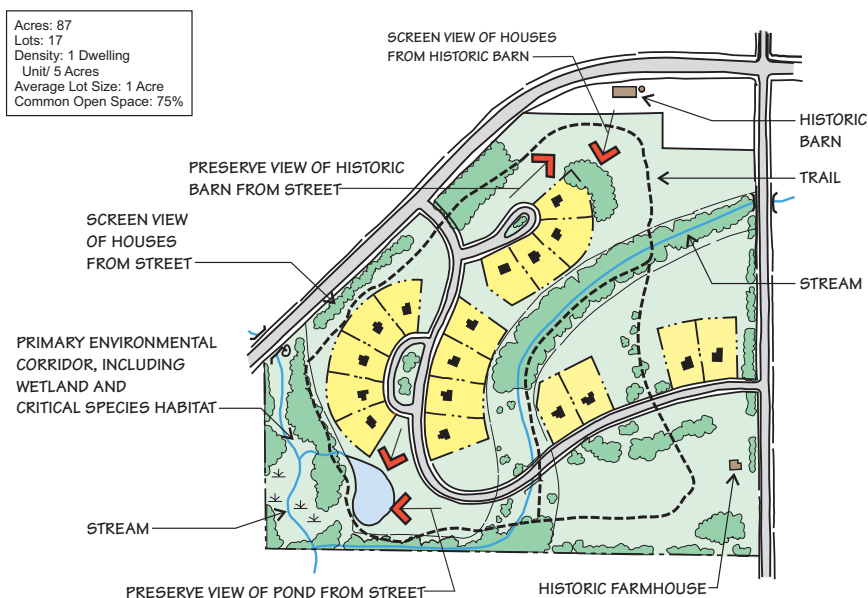 Acres: 87
Lots: 17
Density: 1 Dwelling
Unit/ 5 Acres
Average Lot Size: 1 Acre
Common Open Space: 75%
SCREEN VIEW OF HOUSES
FROM HISTORIC BARN
HISTORIC
BARN
PRESERVE VIEW OF HISTORIC
BARN FROM STREET
TRAIL
SCREEN VIEW
OF HOUSES
FROM STREET
STREAM
PRIMARY ENVIRONMENTAL
CORRIDOR, INCLUDING
WETLAND AND
CRITICAL SPECIES HABITAT
STREAM
PRESERVE VIEW OF POND FROM STREET
HISTORIC FARMHOUSE